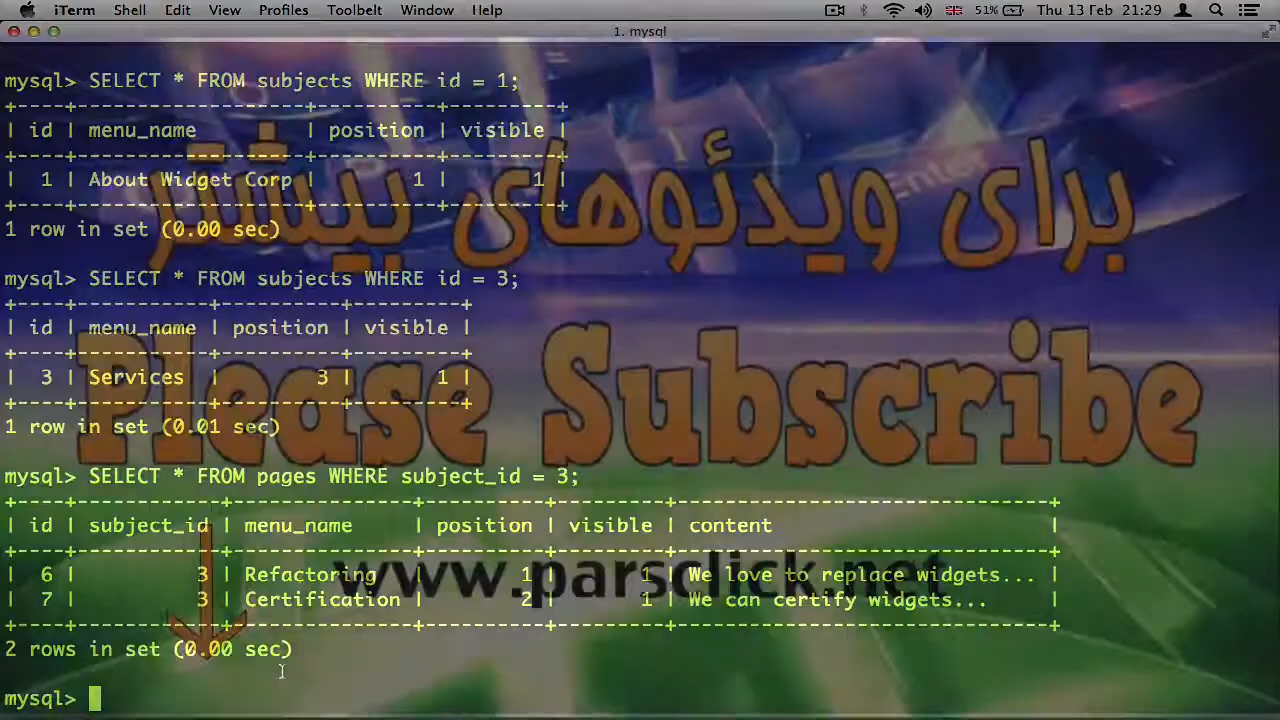 iTerm Shell Edit View Profiles Toolbelt Window Help 51% Thu 13 Feb 21:29
1. mysql
mysql> SELECT * FROM subjects WHERE id = 1;
+----+-------------------+----------+---------+
| id | menu_name         | position | visible |
+----+-------------------+----------+---------+
|  1 | About Widget Corp |        1 |       1 |
+----+-------------------+----------+---------+
1 row in set (0.00 sec)
mysql> SELECT * FROM subjects WHERE id = 3;
+----+-----------+----------+---------+
| id | menu_name | position | visible |
+----+-----------+----------+---------+
|  3 | Services  |        3 |       1 |
+----+-----------+----------+---------+
1 row in set (0.01 sec)
mysql> SELECT * FROM pages WHERE subject_id = 3;
+----+------------+---------------+----------+---------+-------------------------------+
| id | subject_id | menu_name     | position | visible | content                       |
+----+------------+---------------+----------+---------+-------------------------------+
|  6 |          3 | Refactoring   |        1 |       1 | We love to replace widgets... |
|  7 |          3 | Certification |        2 |       1 | We can certify widgets...     |
+----+------------+---------------+----------+---------+-------------------------------+
2 rows in set (0.00 sec)
mysql>
برای ویدئوهای بیشتر
Please Subscribe
www.parsclick.net
Enter